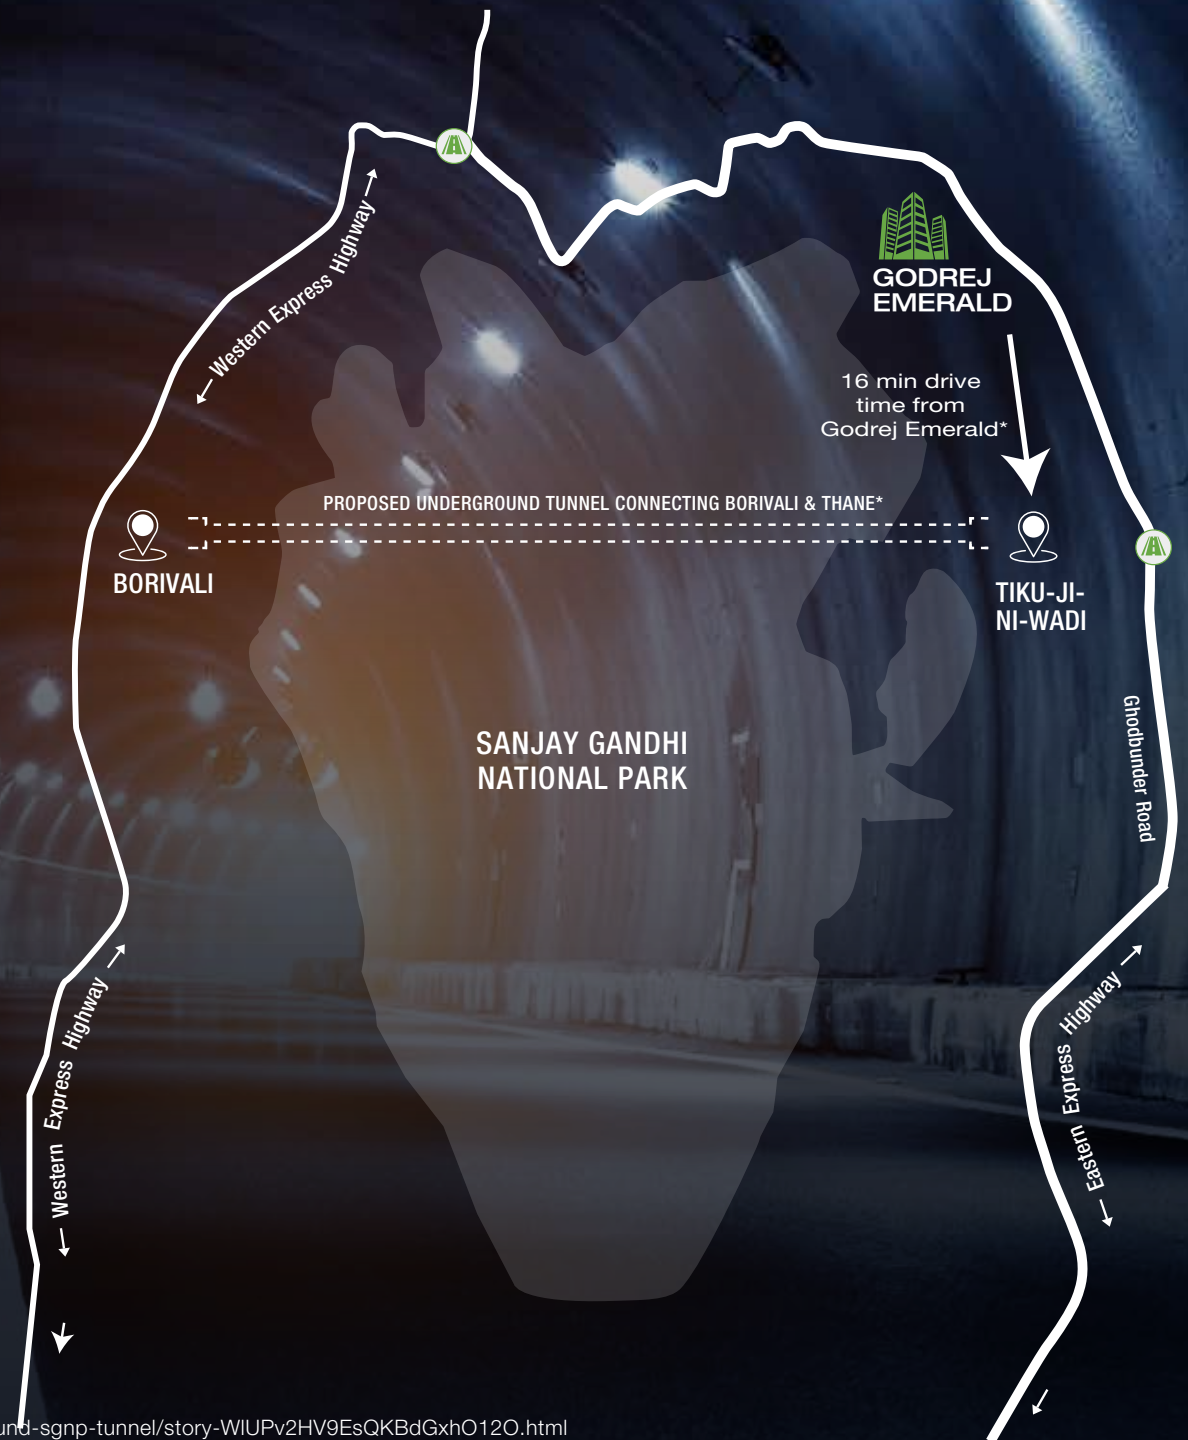 Western Express Highway
GODREJ
EMERALD
16 min drive
time from
Godrej Emerald*
PROPOSED UNDERGROUND TUNNEL CONNECTING BORIVALI & THANE*
BORIVALI
TIKU-JI-
NI-WADI
Ghodbunder Road
SANJAY GANDHI
NATIONAL PARK
Western Express Highway
Eastern Express Highway
und-sgnp-tunnel/story-WIUPv2HV9EsQKBdGxhO12O.html